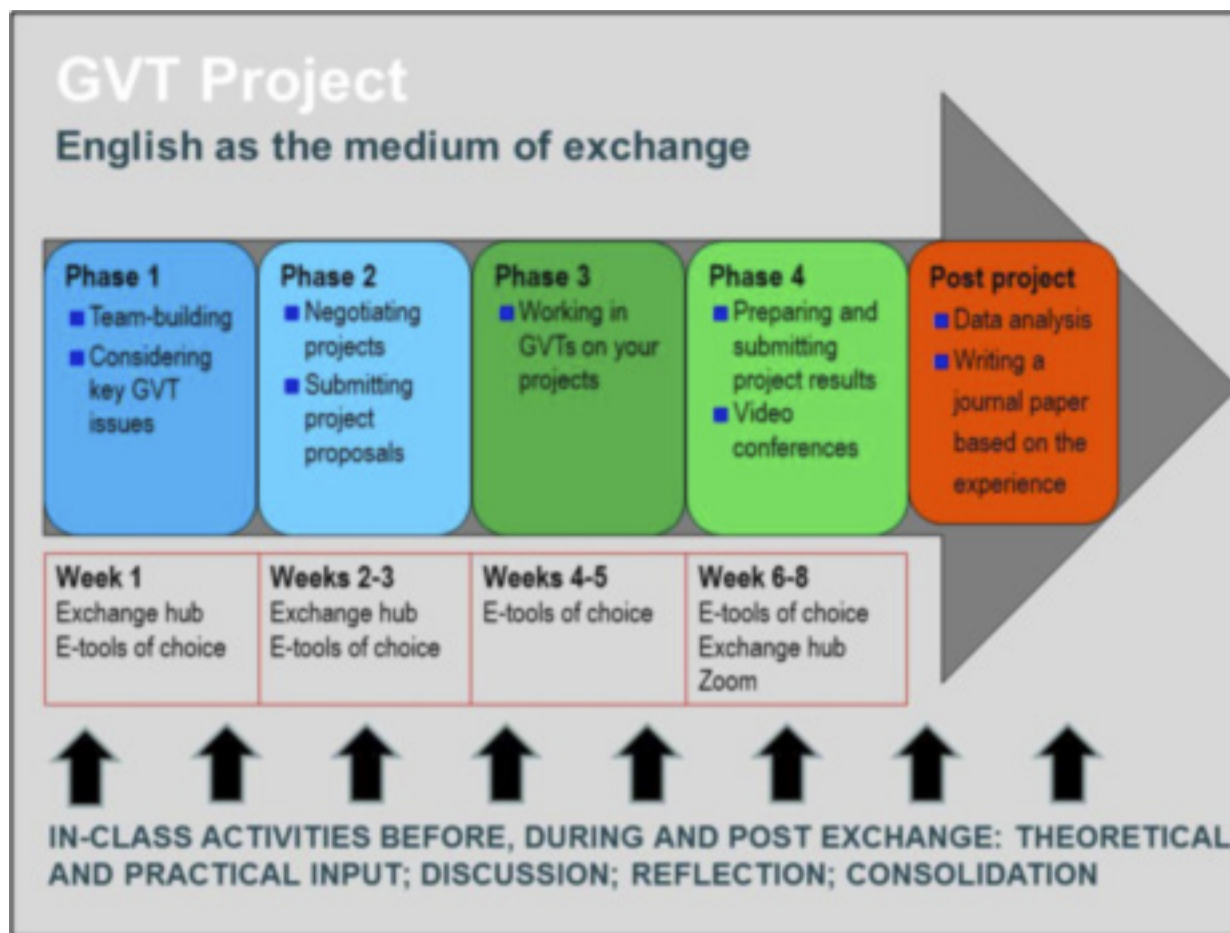 GVT Project
English as the medium of exchange
Phase 1
Team-building
Considering
key GVT
issues
Phase 2
Negotiating
projects
Submitting
project
proposals
Phase 3
Working in
GVTs on your
projects
Phase 4
Preparing and
submitting
project results
Video
conferences
Post project
Data analysis
Writing a
journal paper
based on the
experience
Week 1
Exchange hub
E-tools of choice
Weeks 2-3
Exchange hub
E-tools of choice
Weeks 4-5
E-tools of choice
Week 6-8
E-tools of choice
Exchange hub
Zoom
IN-CLASS ACTIVITIES BEFORE, DURING AND POST EXCHANGE: THEORETICAL
AND PRACTICAL INPUT; DISCUSSION; REFLECTION; CONSOLIDATION